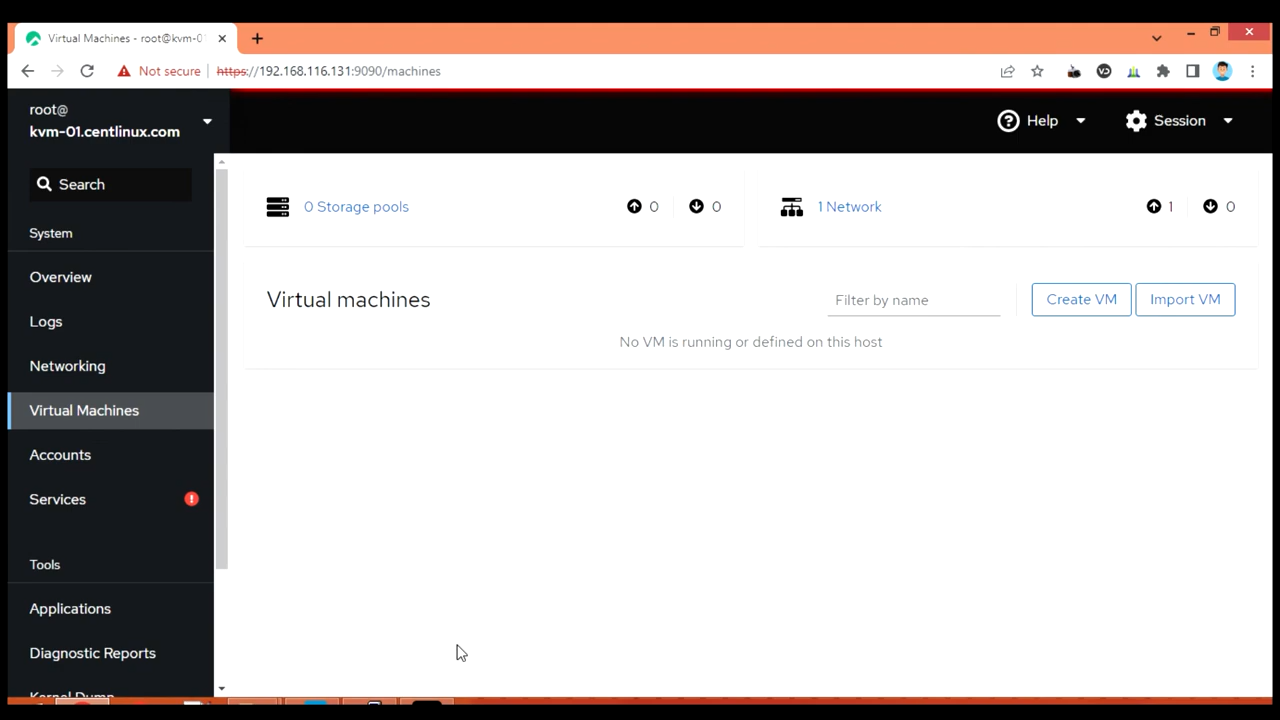 Virtual Machines - root@kvm-0
Not secure
https://192.168.116.131:9090/machines
root@
kvm-01.centlinux.com
Help
Session
Search
System
Overview
Logs
Networking
Virtual Machines
Accounts
Services
Tools
Applications
Diagnostic Reports
Kernel Dump
0 Storage pools
0
0
1 Network
1
0
Virtual machines
Filter by name
Create VM
Import VM
No VM is running or defined on this host